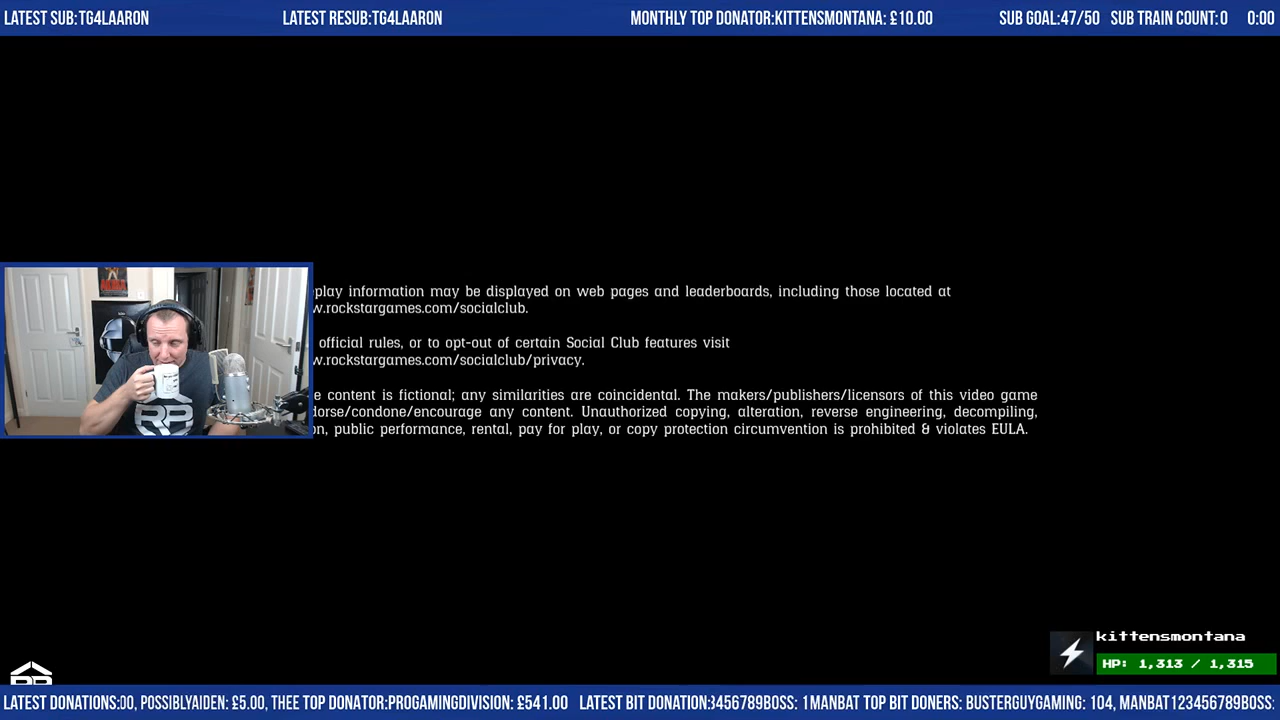 LATEST SUB:TG4LAARON
LATEST RESUB:TG4LAARON
MONTHLY TOP DONATOR:KITTENSMONTANA: £10.00
SUB GOAL:47/50
SUB TRAIN COUNT:0
0:00
play information may be displayed on web pages and leaderboards, including those located at
w.rockstargames.com/socialclub.
official rules, or to opt-out of certain Social Club features visit
w.rockstargames.com/socialclub/privacy.
e content is fictional; any similarities are coincidental. The makers/publishers/licensors of this video game
dorse/condone/encourage any content. Unauthorized copying, alteration, reverse engineering, decompiling,
n, public performance, rental, pay for play, or copy protection circumvention is prohibited & violates EULA.
kittensmontana
HP: 1,313 / 1,315
LATEST DONATIONS:00, POSSIBLYAIDEN: £5.00, THEE TOP DONATOR:PROGAMINGDIVISION: £541.00
LATEST BIT DONATION:3456789BOSS: 1MANBAT TOP BIT DONERS: BUSTERGUYGAMING: 104, MANBAT123456789BOSS: